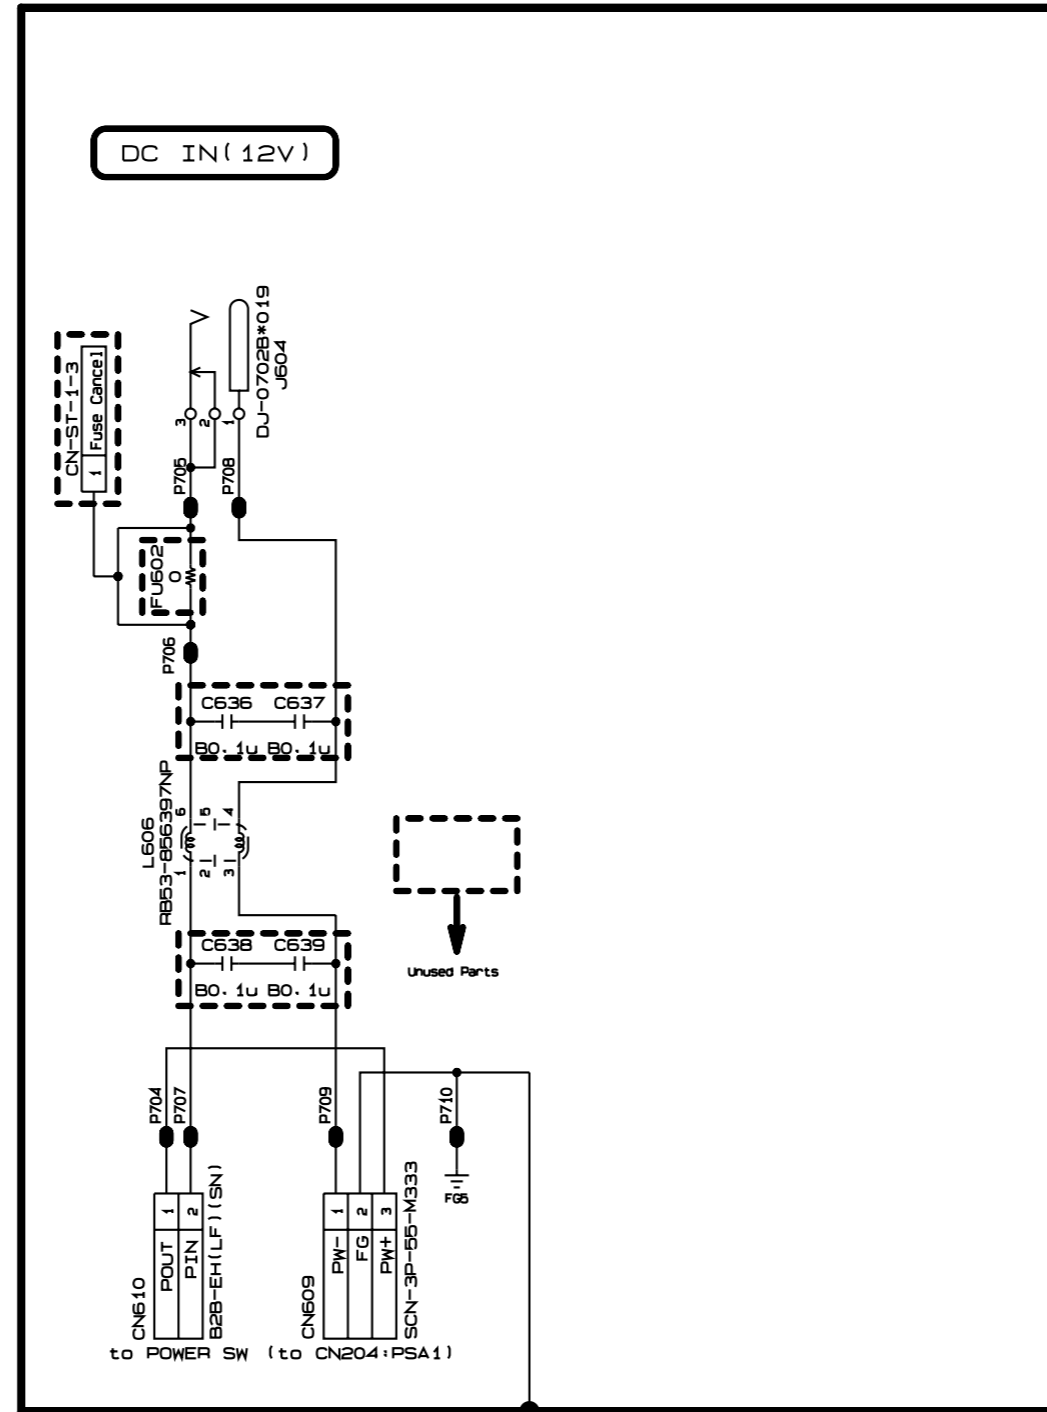 DC IN(12V)
DJ-0702B*019
J604
3
2
1
CN-ST-1-3
1 Fuse Cancel
P705
P708
FU602
0
P706
C636 C637
B0.1u B0.1u
L606
RB53-856397NP
6 5 4
1 2 3
C638 C639
B0.1u B0.1u
Unused Parts
P704
P707
P709
P710
FG5
CN610
1 POUT
2 PIN
B2B-EH(LF)(SN)
CN609
1 PW-
2 FG
3 PW+
SCN-3P-55-M333
to POWER SW (to CN204:PSA1)